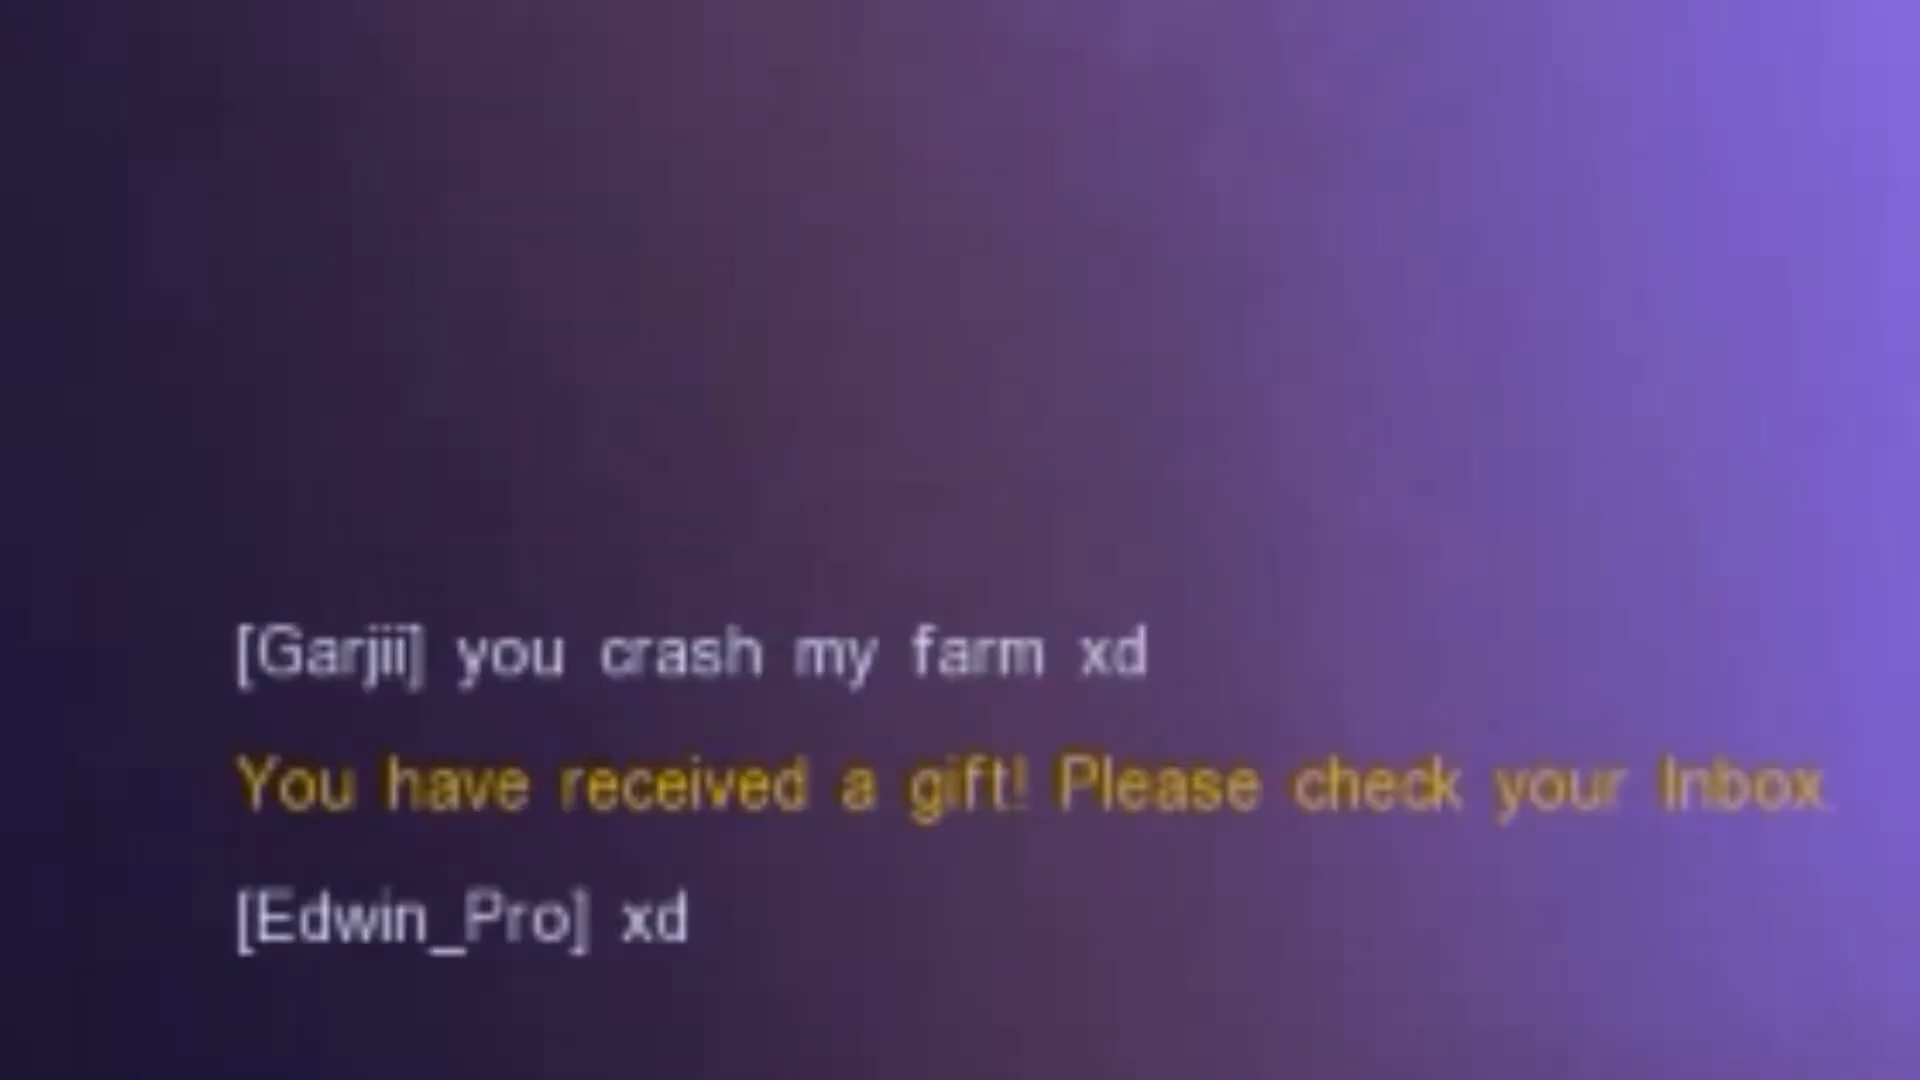 [Garjii] you crash my farm xd
You have received a gift! Please check your Inbox.
[Edwin_Pro] xd